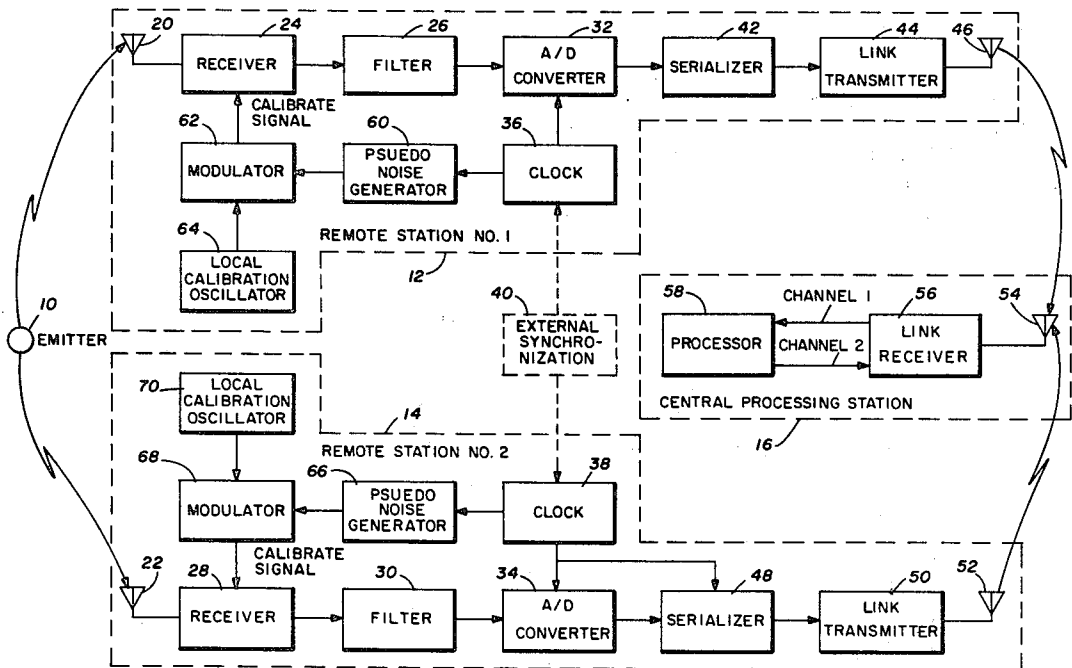 20
24
RECEIVER
26
FILTER
32
A/D
CONVERTER
42
SERIALIZER
44
LINK
TRANSMITTER
46
CALIBRATE
SIGNAL
62
MODULATOR
60
PSUEDO
NOISE
GENERATOR
36
CLOCK
64
LOCAL
CALIBRATION
OSCILLATOR
REMOTE STATION NO. 1
12
10
EMITTER
40
EXTERNAL
SYNCHRO-
NIZATION
58
PROCESSOR
CHANNEL 1
CHANNEL 2
56
LINK
RECEIVER
54
CENTRAL PROCESSING STATION
16
70
LOCAL
CALIBRATION
OSCILLATOR
14
REMOTE STATION NO. 2
68
MODULATOR
66
PSUEDO
NOISE
GENERATOR
38
CLOCK
CALIBRATE
SIGNAL
22
28
RECEIVER
30
FILTER
34
A/D
CONVERTER
48
SERIALIZER
50
LINK
TRANSMITTER
52